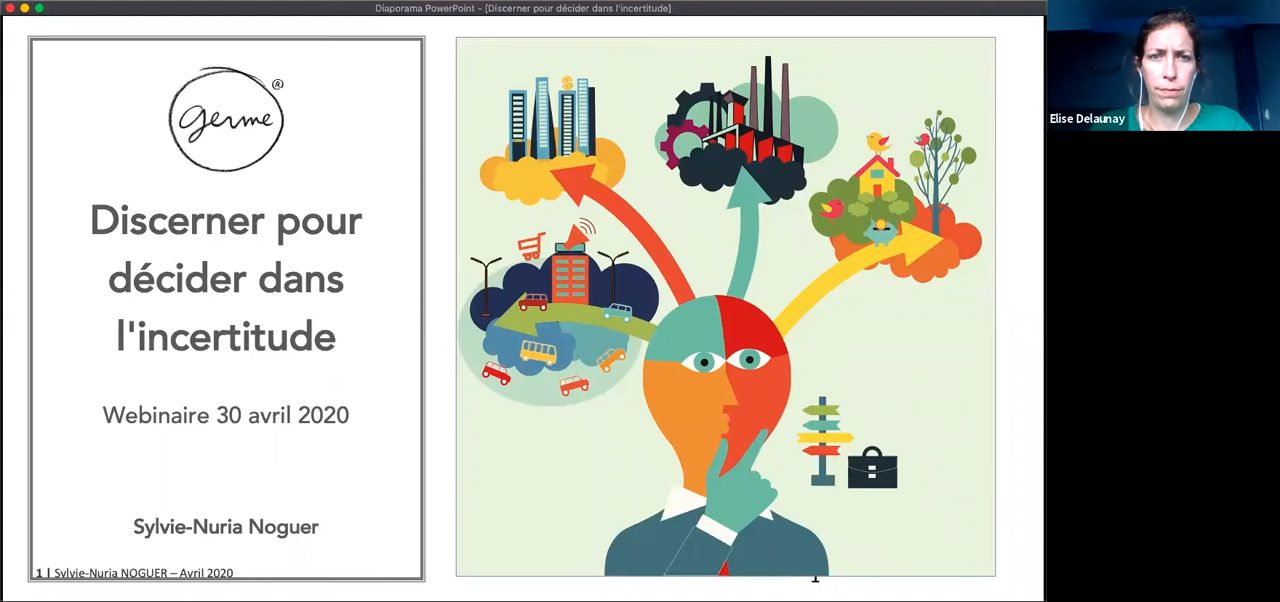 Diaporama PowerPoint - [Discerner pour décider dans l'incertitude]
germe ®
Discerner pour
décider dans
l'incertitude
Webinaire 30 avril 2020
Sylvie-Nuria Noguer
1 | Sylvie-Nuria NOGUER – Avril 2020
$
1
Elise Delaunay